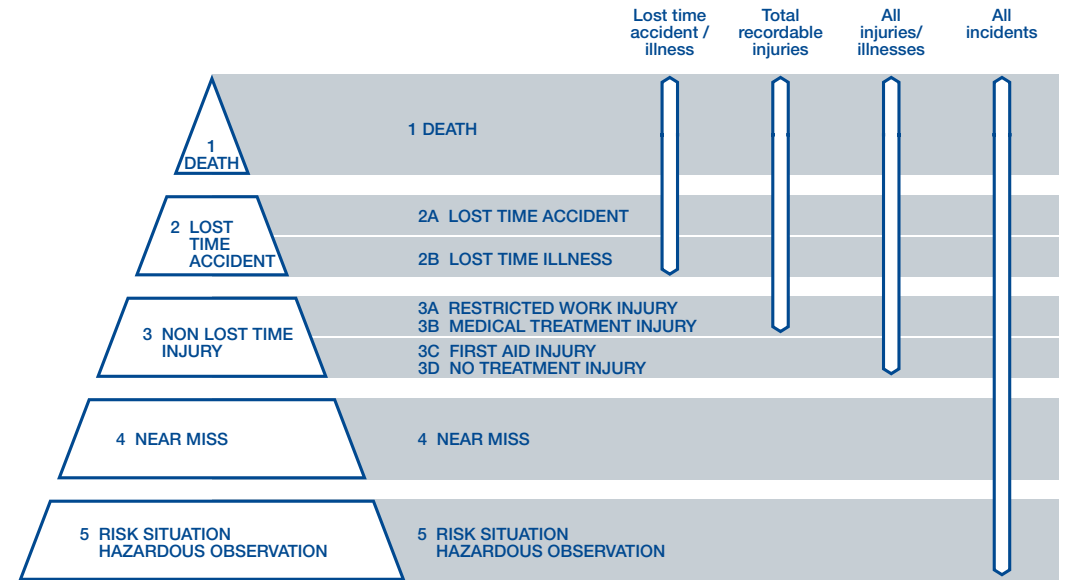 Lost time
accident /
illness
Total
recordable
injuries
All
injuries/
illnesses
All
incidents
1
DEATH
1 DEATH
2 LOST
TIME
ACCIDENT
2A LOST TIME ACCIDENT
2B LOST TIME ILLNESS
3 NON LOST TIME
INJURY
3A RESTRICTED WORK INJURY
3B MEDICAL TREATMENT INJURY
3C FIRST AID INJURY
3D NO TREATMENT INJURY
4 NEAR MISS
4 NEAR MISS
5 RISK SITUATION
HAZARDOUS OBSERVATION
5 RISK SITUATION
HAZARDOUS OBSERVATION